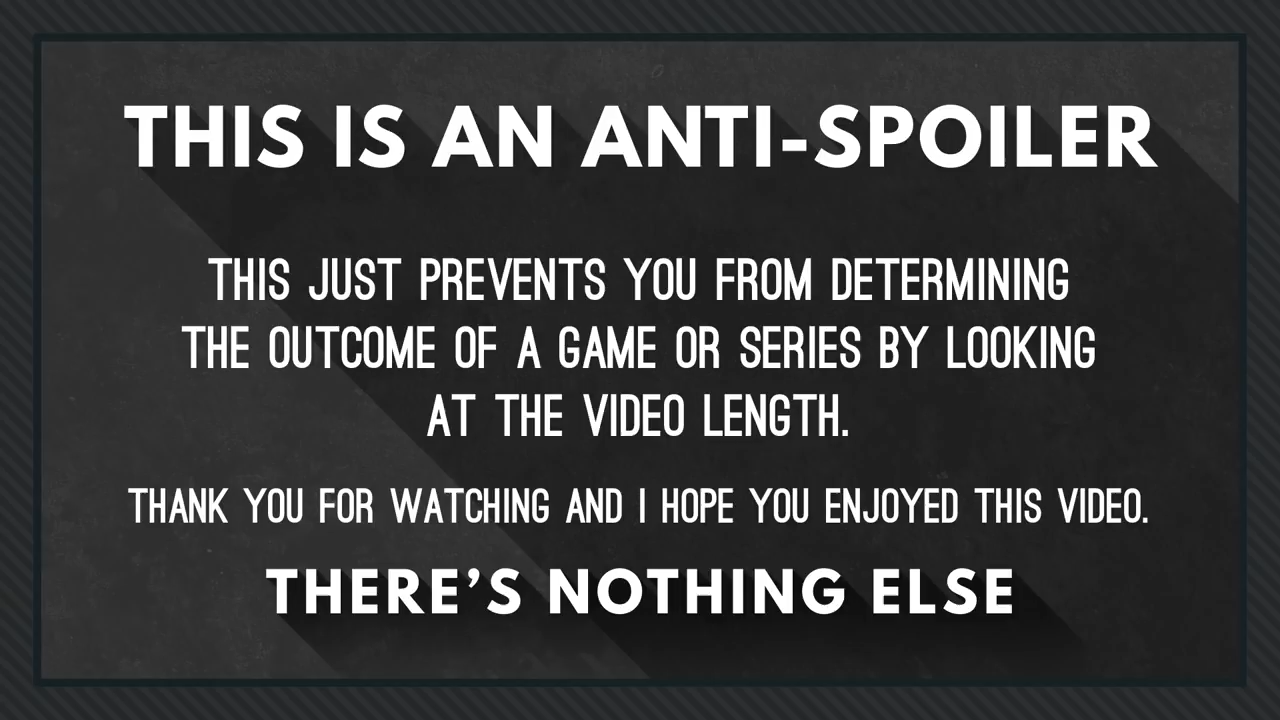 THIS IS AN ANTI-SPOILER
THIS JUST PREVENTS YOU FROM DETERMINING
THE OUTCOME OF A GAME OR SERIES BY LOOKING
AT THE VIDEO LENGTH.
THANK YOU FOR WATCHING AND I HOPE YOU ENJOYED THIS VIDEO.
THERE’S NOTHING ELSE